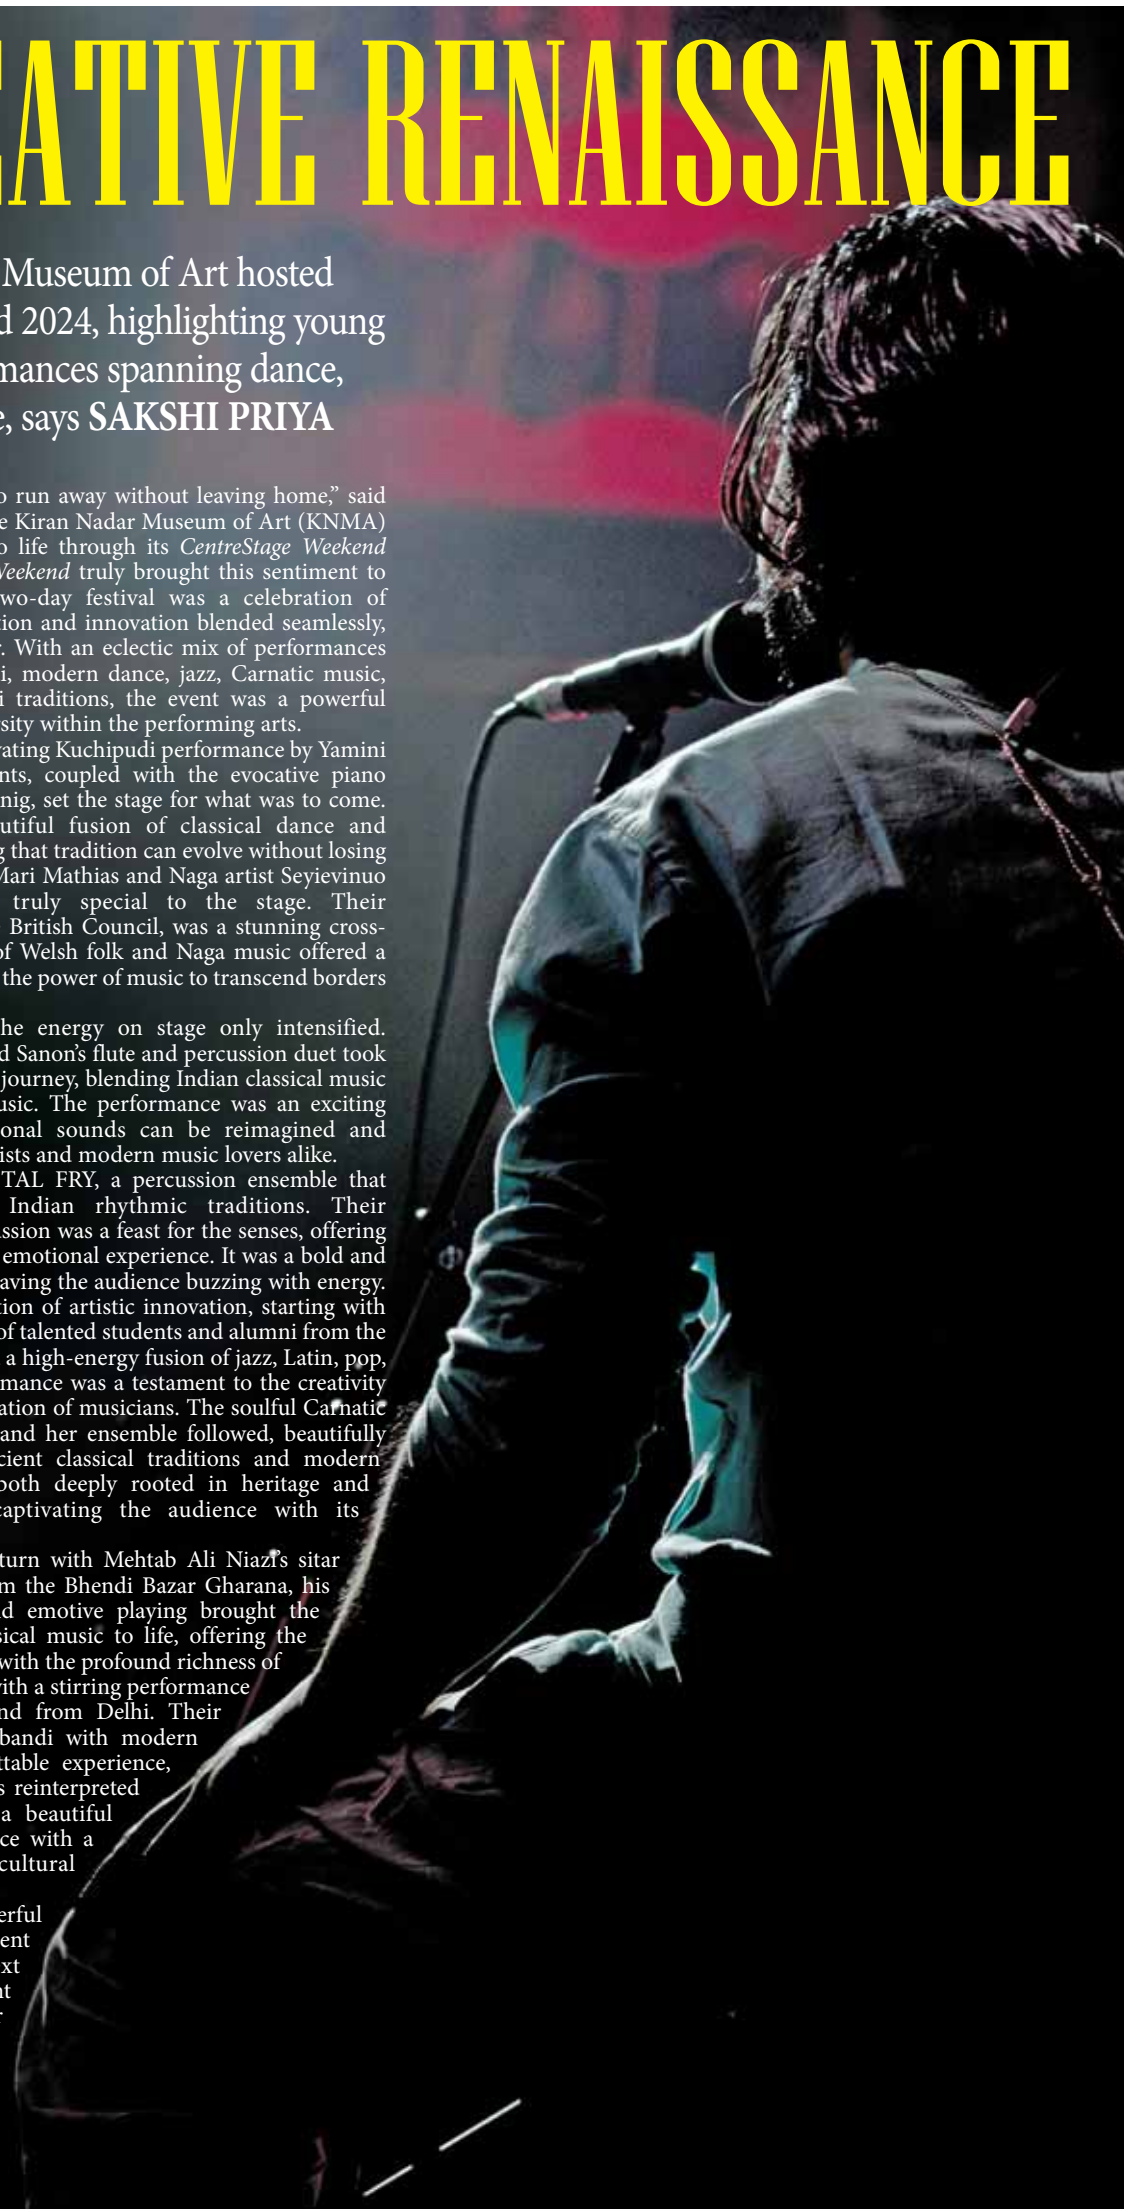 EATIVE RENAISSANCE
Museum of Art hosted
d 2024, highlighting young
mances spanning dance,
e, says SAKSHI PRIYA
o run away without leaving home,” said
e Kiran Nadar Museum of Art (KNMA)
o life through its CentreStage Weekend
Weekend truly brought this sentiment to
wo-day festival was a celebration of
tion and innovation blended seamlessly,
. With an eclectic mix of performances
i, modern dance, jazz, Carnatic music,
i traditions, the event was a powerful
rsity within the performing arts.
vating Kuchipudi performance by Yamini
nts, coupled with the evocative piano
nig, set the stage for what was to come.
utiful fusion of classical dance and
g that tradition can evolve without losing
Mari Mathias and Naga artist Seyievinuo
truly special to the stage. Their
British Council, was a stunning cross-
of Welsh folk and Naga music offered a
the power of music to transcend borders
he energy on stage only intensified.
d Sanon’s flute and percussion duet took
journey, blending Indian classical music
usic. The performance was an exciting
onal sounds can be reimagined and
ists and modern music lovers alike.
TAL FRY, a percussion ensemble that
Indian rhythmic traditions. Their
ussion was a feast for the senses, offering
emotional experience. It was a bold and
aving the audience buzzing with energy.
tion of artistic innovation, starting with
of talented students and alumni from the
a high-energy fusion of jazz, Latin, pop,
mance was a testament to the creativity
ation of musicians. The soulful Carnatic
and her ensemble followed, beautifully
cient classical traditions and modern
both deeply rooted in heritage and
captivating the audience with its
turn with Mehtab Ali Niazi’s sitar
m the Bhendi Bazar Gharana, his
nd emotive playing brought the
sical music to life, offering the
with the profound richness of
with a stirring performance
nd from Delhi. Their
bandi with modern
ttable experience,
s reinterpreted
a beautiful
ce with a
cultural
erful
ent
xt
nt
r